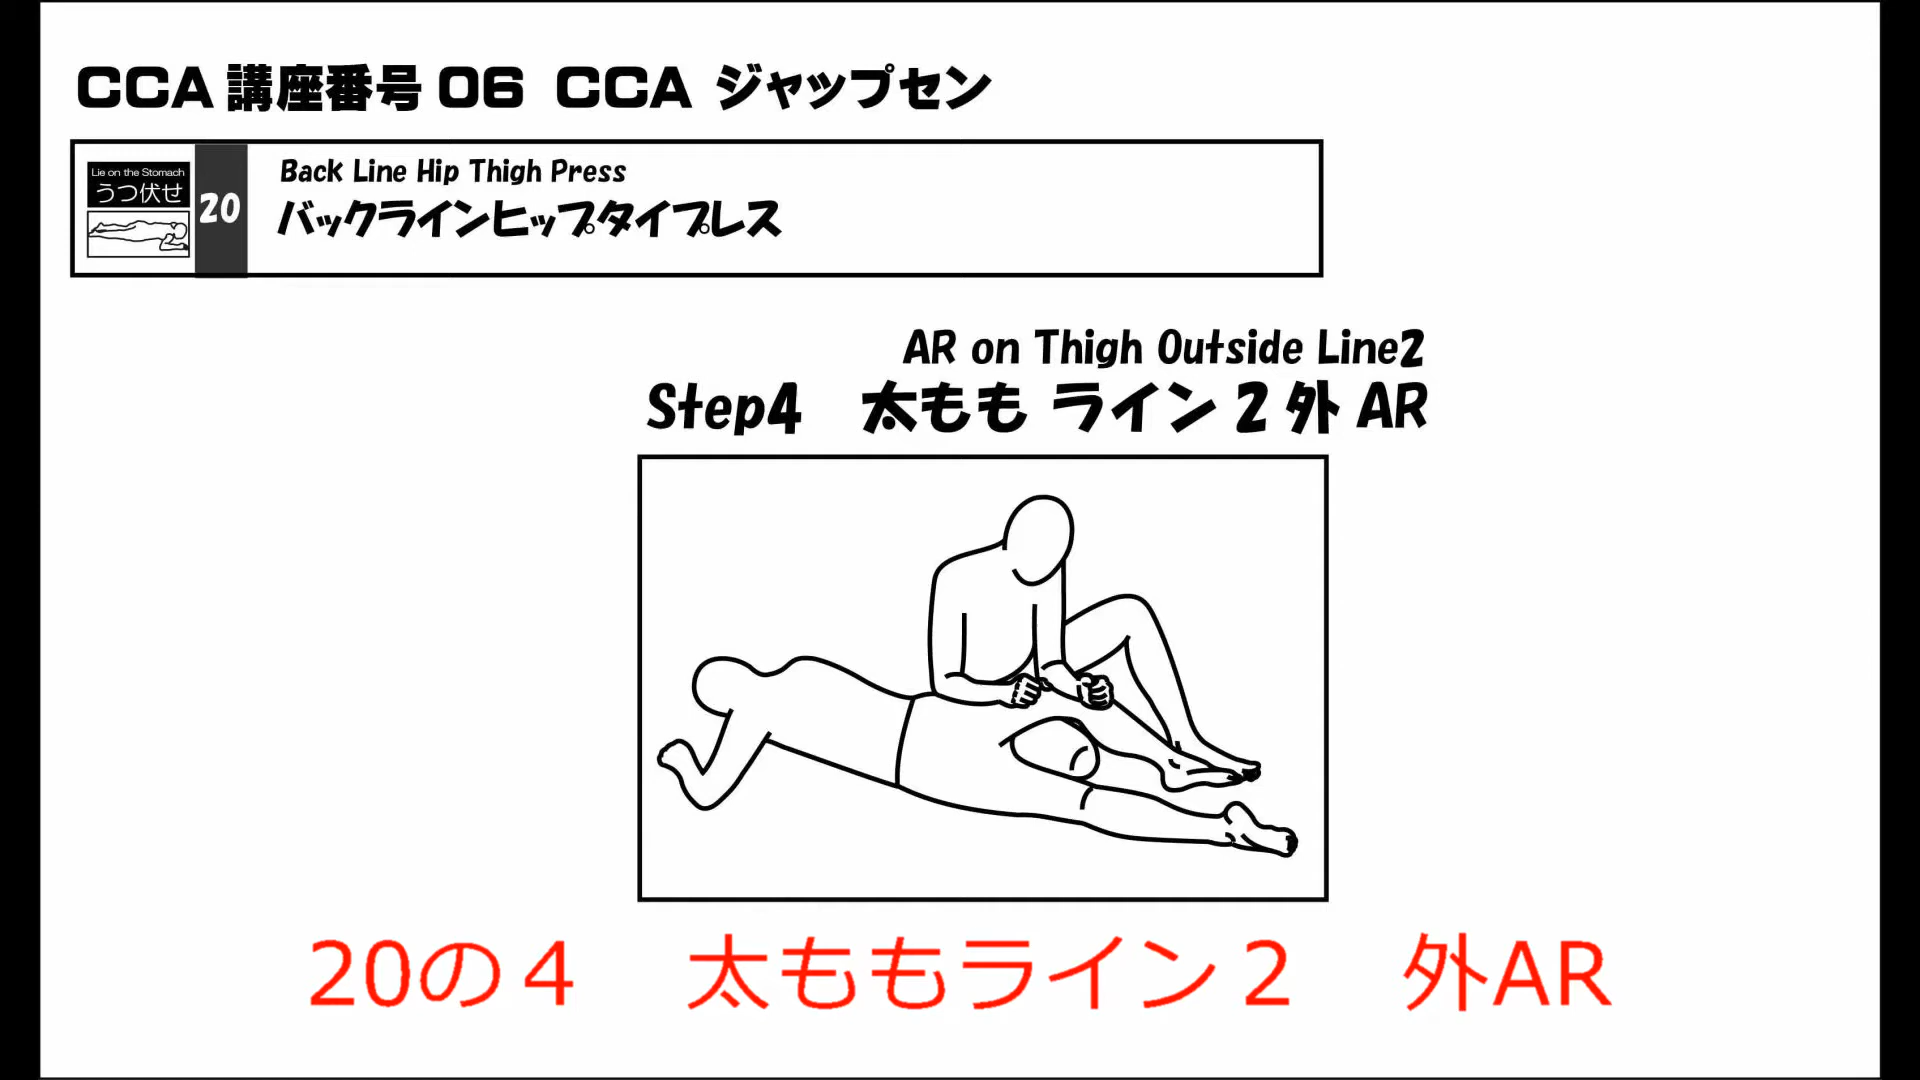 CCA 講座番号 06 CCA ジャップセン
Lie on the Stomach
うつ伏せ
20
Back Line Hip Thigh Press
バックラインヒップタイプレス
AR on Thigh Outside Line2
Step4 太もも ライン 2 外 AR
20の4 太ももライン2 外AR